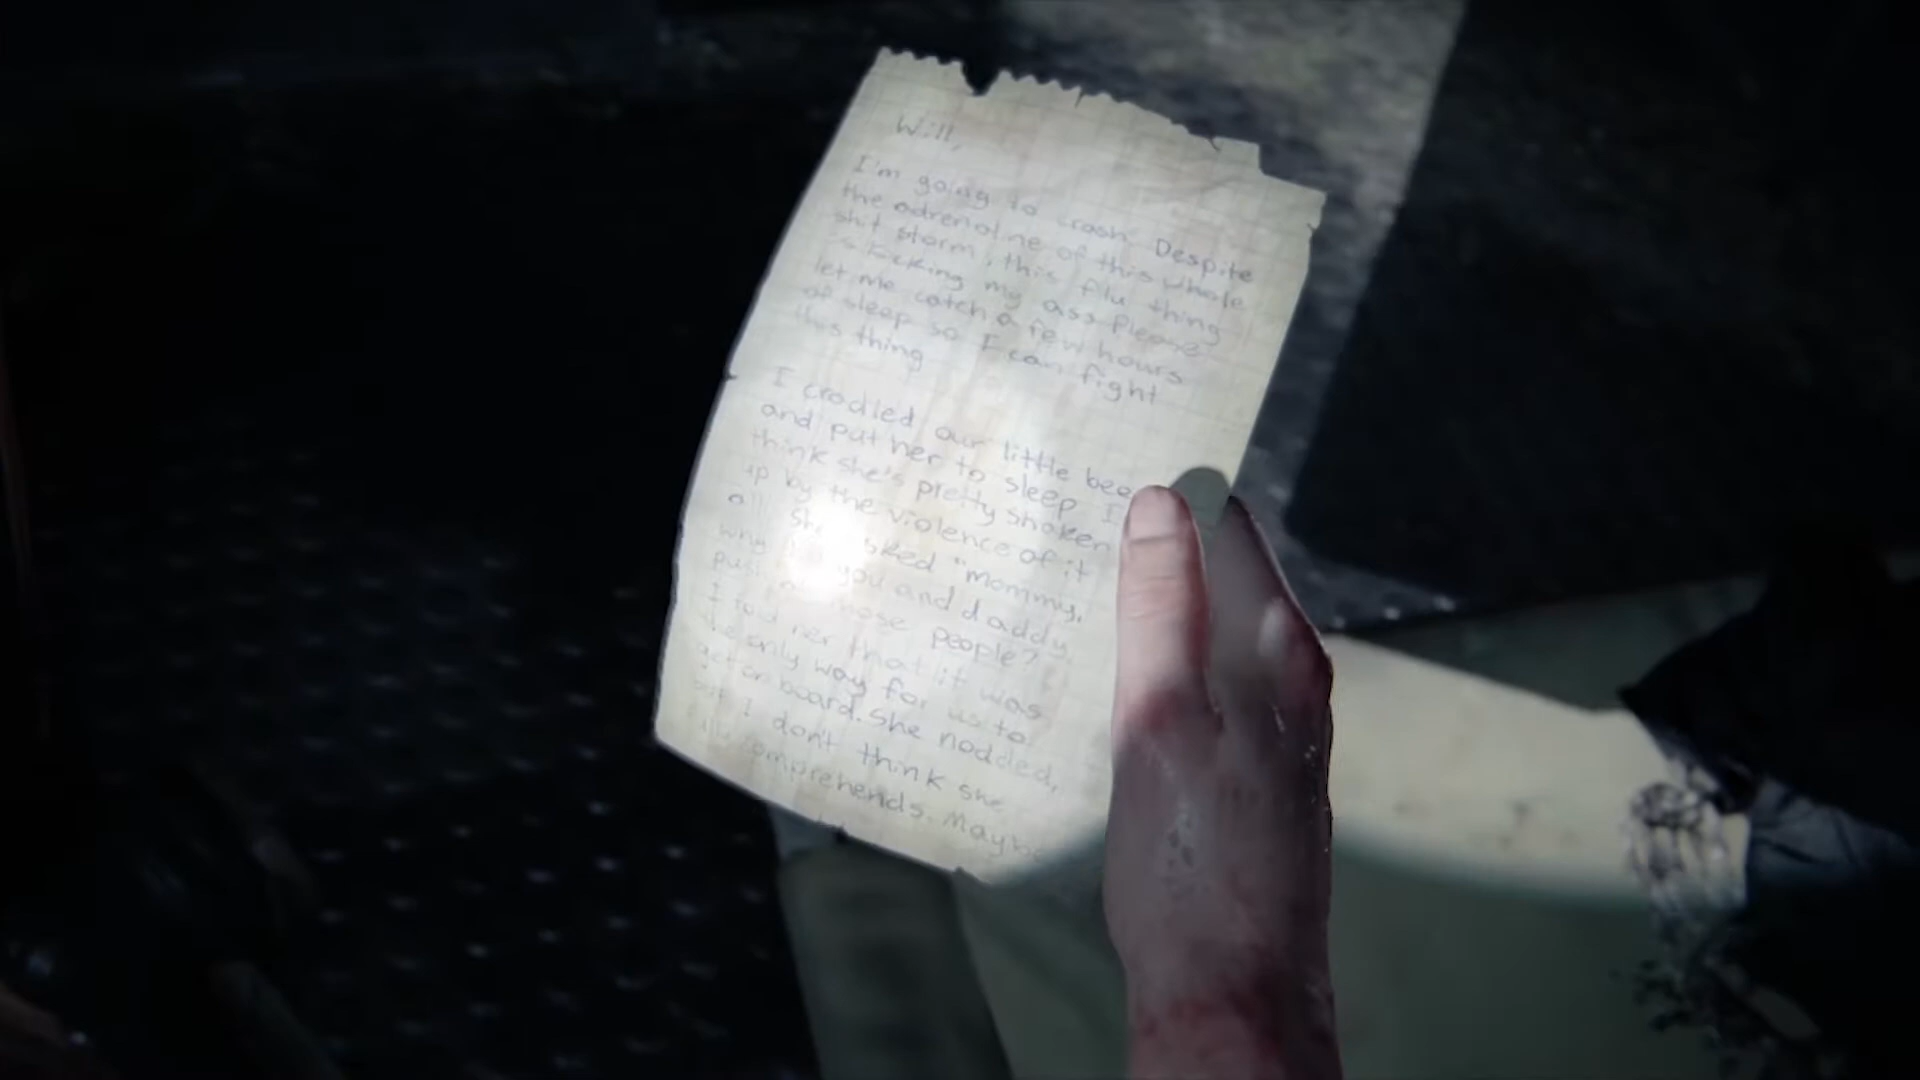 Will,
I'm going to crash. Despite
the adrenaline of this whole
shit storm, this flu thing
is kicking my ass. Please
let me catch a few hours
of sleep so I can fight
this thing
I cradled our little bee
and put her to sleep I
think she's pretty shaken
up by the violence of it
all. She asked "mommy,
why you and daddy
push those people?
I told her that it was
the only way for us to
get on board. She nodded,
but I don't think she
fully comprehends. Maybe